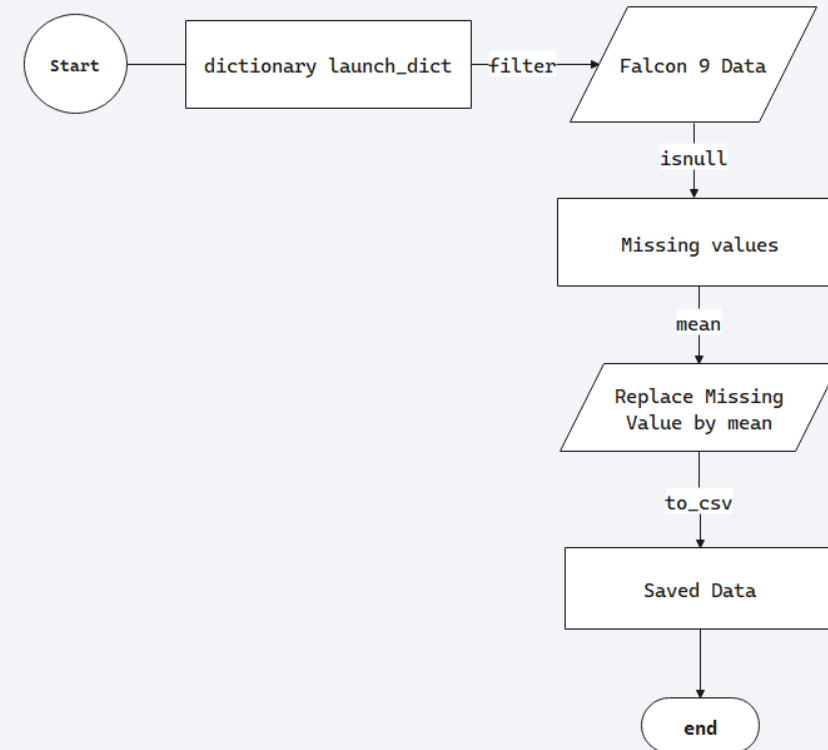 Start
dictionary launch_dict
filter
Falcon 9 Data
isnull
Missing values
mean
Replace Missing
Value by mean
to_csv
Saved Data
end